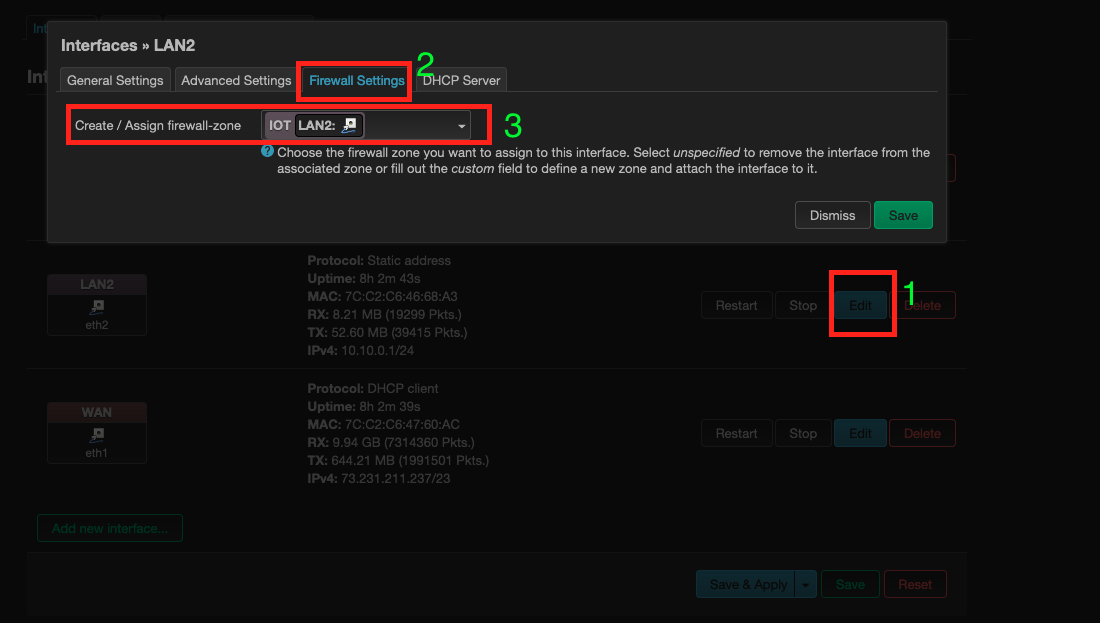 Int
Int
Interfaces » LAN2
General Settings
Advanced Settings
Firewall Settings
2
DHCP Server
Create / Assign firewall-zone
IOT LAN2:
3
Choose the firewall zone you want to assign to this interface. Select unspecified to remove the interface from the
associated zone or fill out the custom field to define a new zone and attach the interface to it.
Dismiss
Save
LAN2
eth2
Protocol: Static address
Uptime: 8h 2m 43s
MAC: 7C:C2:C6:46:68:A3
RX: 8.21 MB (19299 Pkts.)
TX: 52.60 MB (39415 Pkts.)
IPv4: 10.10.0.1/24
Restart
Stop
Edit
1
Delete
WAN
eth1
Protocol: DHCP client
Uptime: 8h 2m 39s
MAC: 7C:C2:C6:47:60:AC
RX: 9.94 GB (7314360 Pkts.)
TX: 644.21 MB (1991501 Pkts.)
IPv4: 73.231.211.237/23
Restart
Stop
Edit
Delete
Add new interface...
Save & Apply
Save
Reset